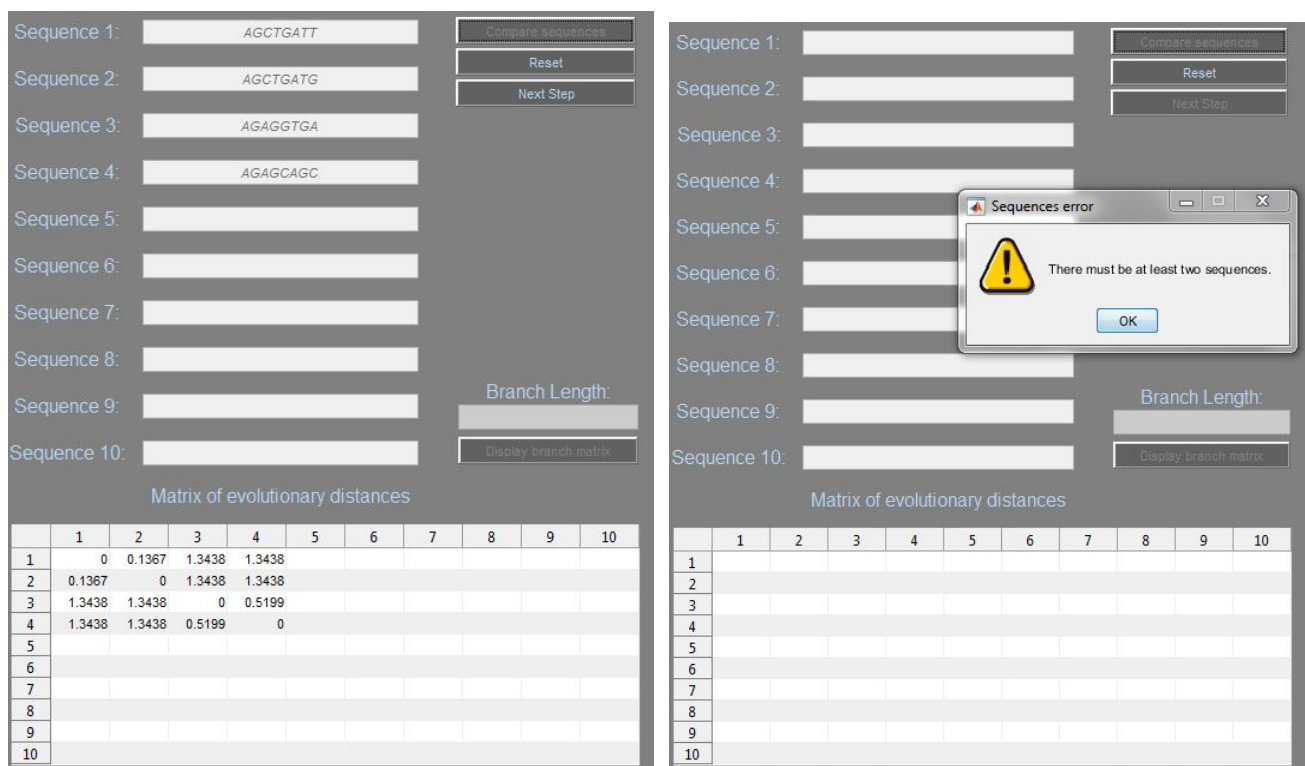 Sequence 1: AGCTGATT Compare sequences
Reset
Sequence 2: AGCTGATG Next Step
Sequence 3: AGAGGTGA
Sequence 4: AGAGCAGC
Sequence 5:
Sequence 6:
Sequence 7:
Sequence 8:
Branch Length:
Sequence 9:
Sequence 10: Display branch matrix
Matrix of evolutionary distances
1 2 3 4 5 6 7 8 9 10
1 0 0.1367 1.3438 1.3438
2 0.1367 0 1.3438 1.3438
3 1.3438 1.3438 0 0.5199
4 1.3438 1.3438 0.5199 0
5
6
7
8
9
10
Sequence 1: Compare sequences
Reset
Sequence 2: Next Step
Sequence 3:
Sequence 4:
Sequences error
Sequence 5:
Sequence 6: There must be at least two sequences.
Sequence 7: OK
Sequence 8:
Branch Length:
Sequence 9:
Sequence 10: Display branch matrix
Matrix of evolutionary distances
1 2 3 4 5 6 7 8 9 10
1
2
3
4
5
6
7
8
9
10